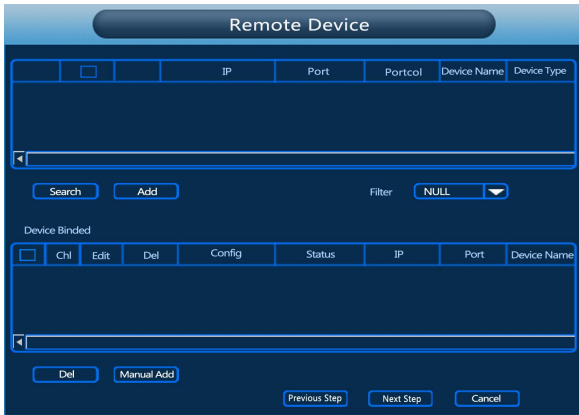 Remote Device
IP Port Portcol Device Name Device Type
Search Add Filter NULL
Device Binded
Chl Edit Del Config Status IP Port Device Name
Del Manual Add
Previous Step Next Step Cancel